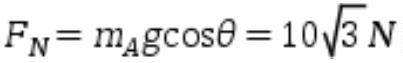 F_N = m_A g cosθ = 10√3 N